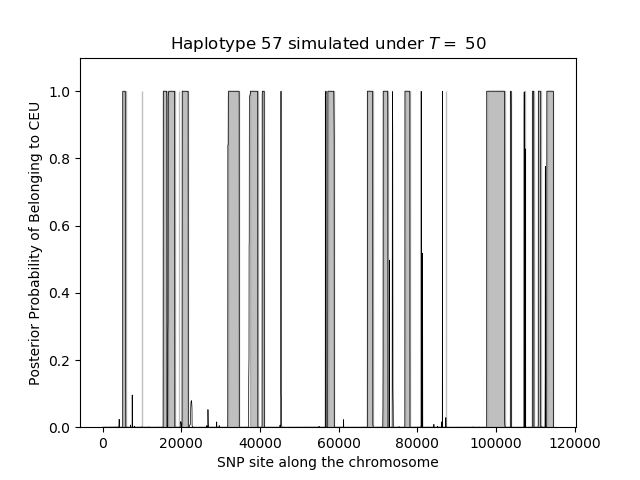 Haplotype 57 simulated under T = 50
Posterior Probability of Belonging to CEU
1.0
0.8
0.6
0.4
0.2
0.0
0 20000 40000 60000 80000 100000 120000
SNP site along the chromosome